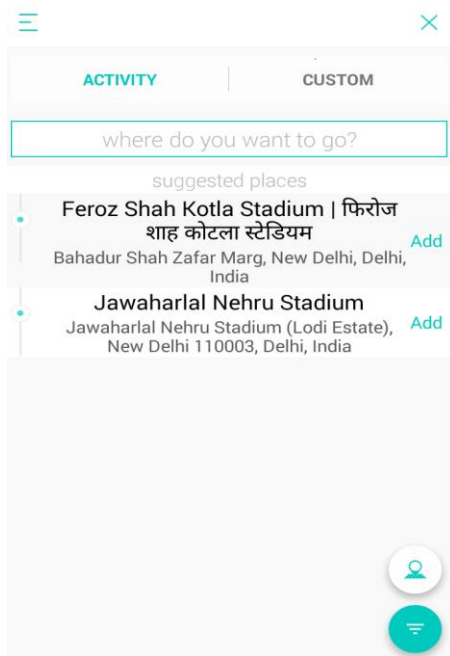 ACTIVITY CUSTOM
where do you want to go?
suggested places
Feroz Shah Kotla Stadium | फिरोज
शाह कोटला स्टेडियम
Add
Bahadur Shah Zafar Marg, New Delhi, Delhi,
India
Jawaharlal Nehru Stadium
Add
Jawaharlal Nehru Stadium (Lodi Estate),
New Delhi 110003, Delhi, India